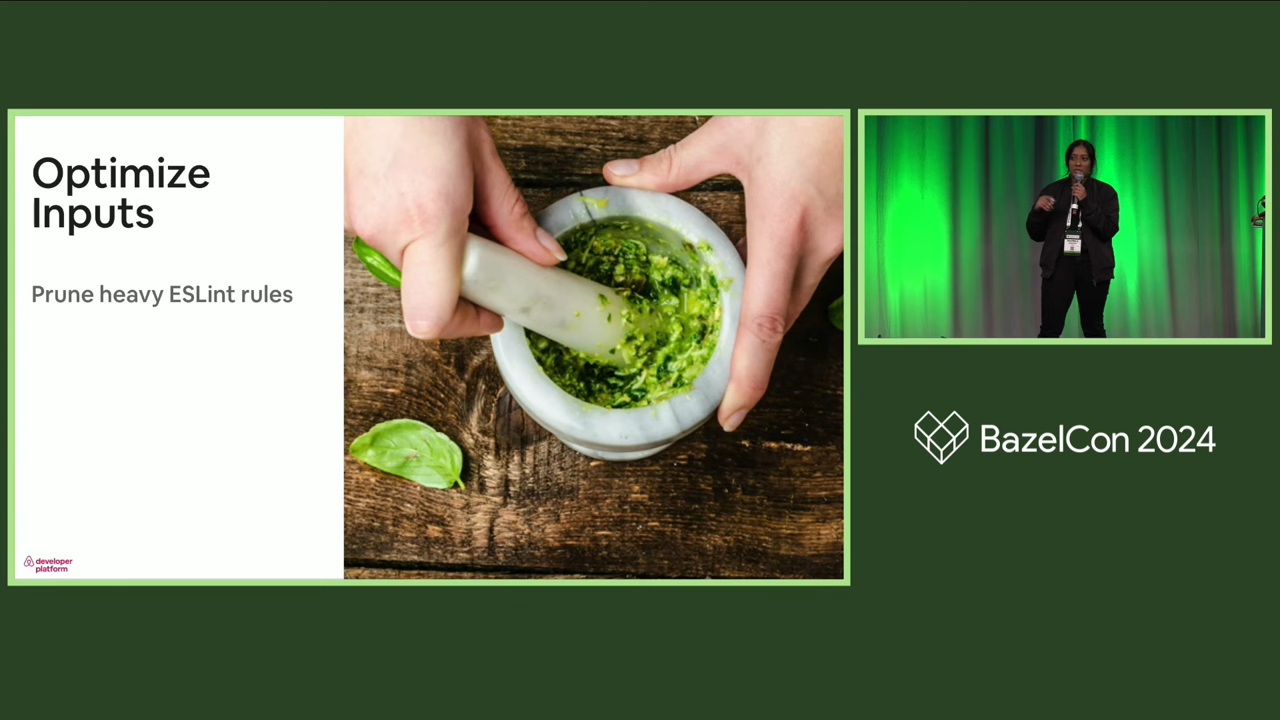 Optimize
Inputs
Prune heavy ESLint rules
developer
platform
BazelCon 2024